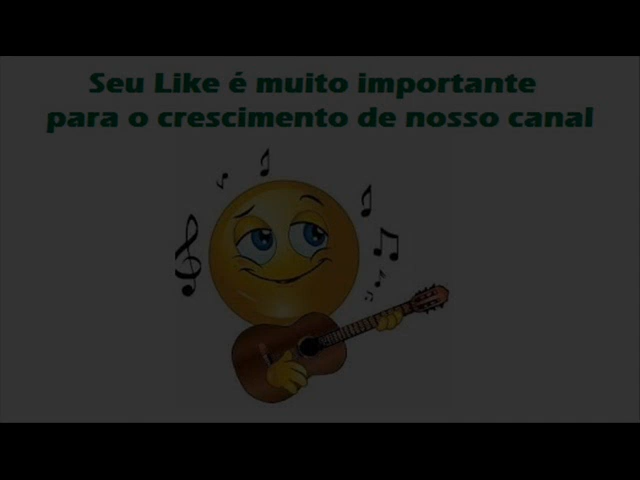 Seu Like é muito importante
para o crescimento de nosso canal